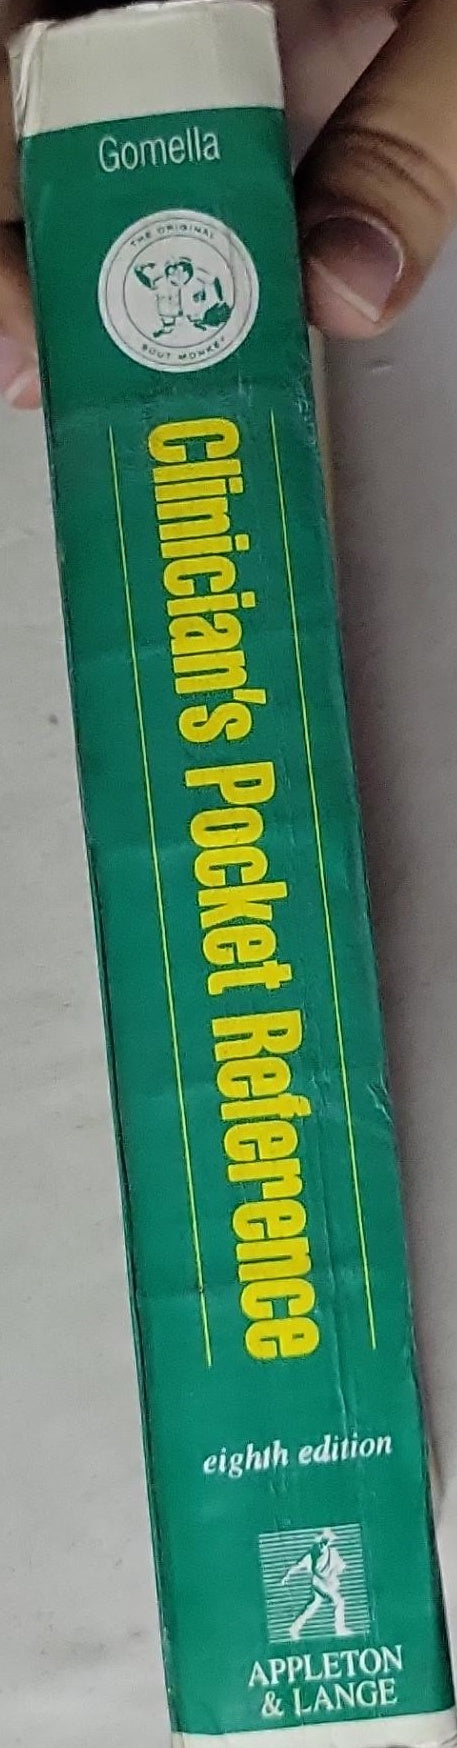 Gomella
THE ORIGINAL
SCUT MONKEY
Clinician's Pocket Reference
eighth edition
APPLETON
& LANGE